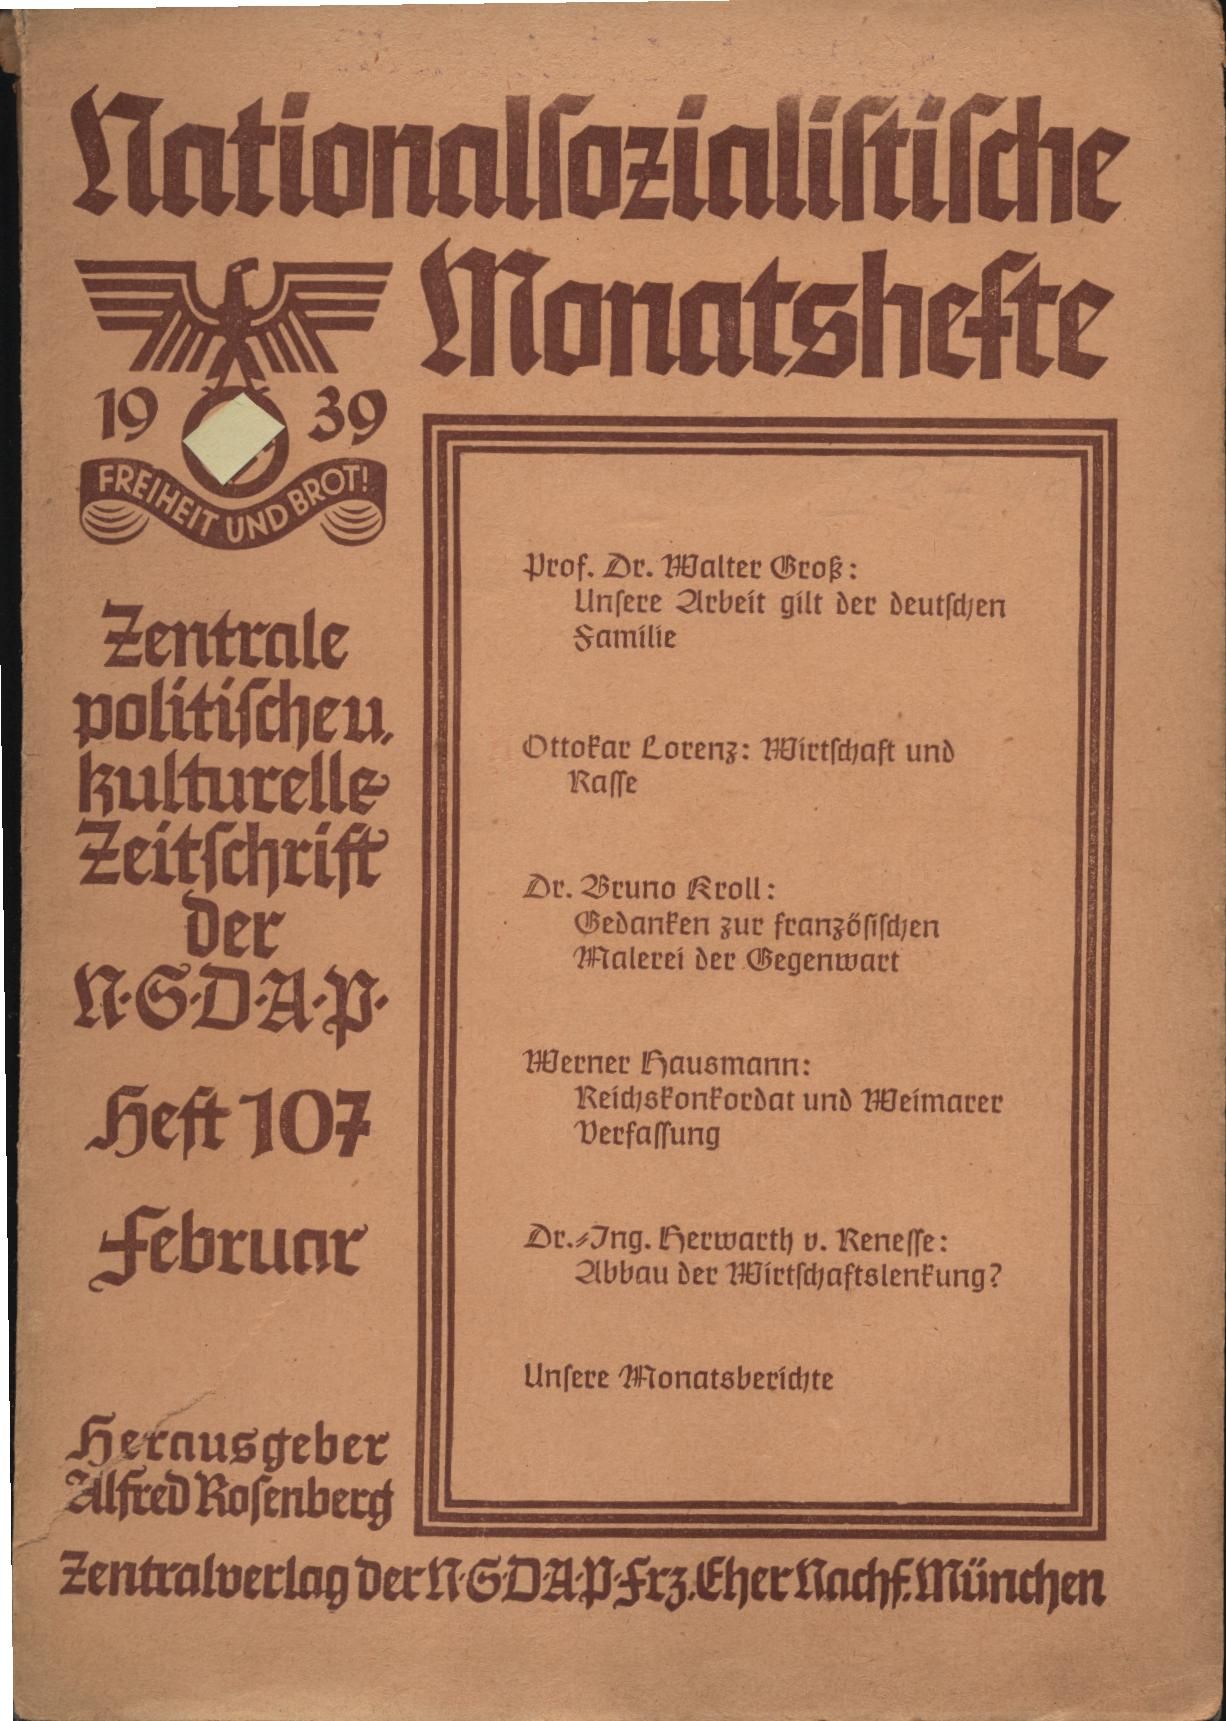 Nationalsozialistische
Monatshefte
19 39
FREIHEIT UND BROT!
Zentrale
politische u.
kulturelle
Zeitschrift
der
N·S·D·A·P·
Heft 107
Februar
Herausgeber
Alfred Rosenberg
Prof. Dr. Walter Groß:
Unsere Arbeit gilt der deutschen
Familie
Ottokar Lorenz: Wirtschaft und
Rasse
Dr. Bruno Kroll:
Gedanken zur französischen
Malerei der Gegenwart
Werner Hausmann:
Reichskonkordat und Weimarer
Verfassung
Dr.-Ing. Herwarth v. Renesse:
Abbau der Wirtschaftslenkung?
Unsere Monatsberichte
Zentralverlag der N·S·D·A·P· Frz. Eher Nachf. München